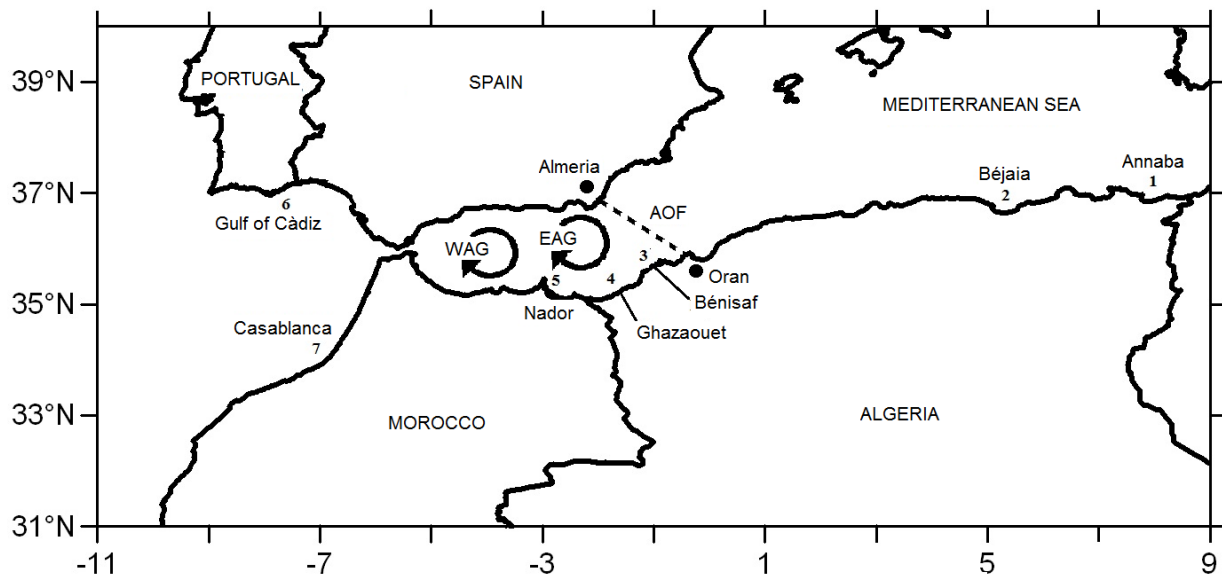 39°N
PORTUGAL
SPAIN
MEDITERRANEAN SEA
Almeria
Béjaia
Annaba
37°N
6
2
1
Gulf of Càdiz
AOF
WAG
EAG
3
5
4
Oran
35°N
Nador
Bénisaf
Ghazaouet
Casablanca
7
33°N
MOROCCO
ALGERIA
31°N
-11
-7
-3
1
5
9